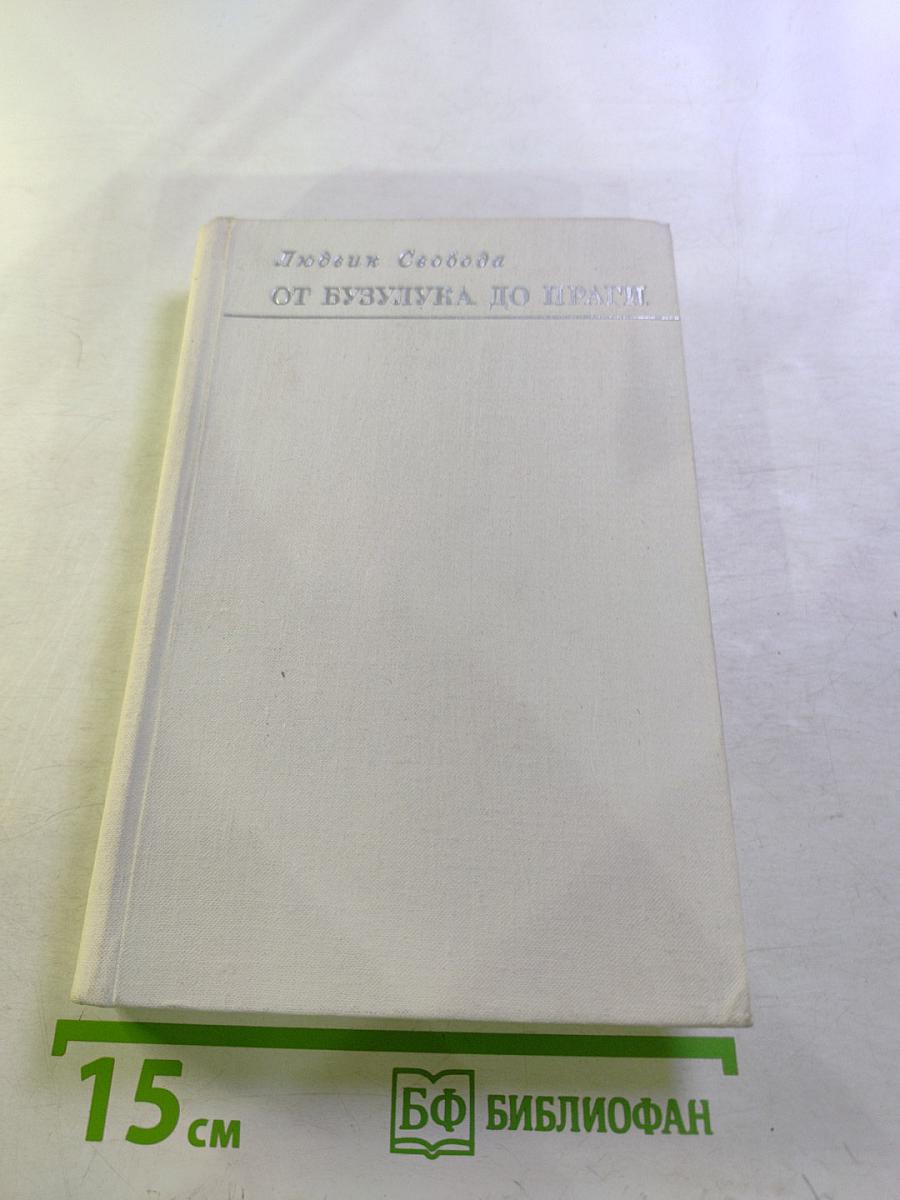 Людвик Свобода
ОТ БУЗУЛУКА ДО ПРАГИ
15 см
БФ БИБЛИОФАН